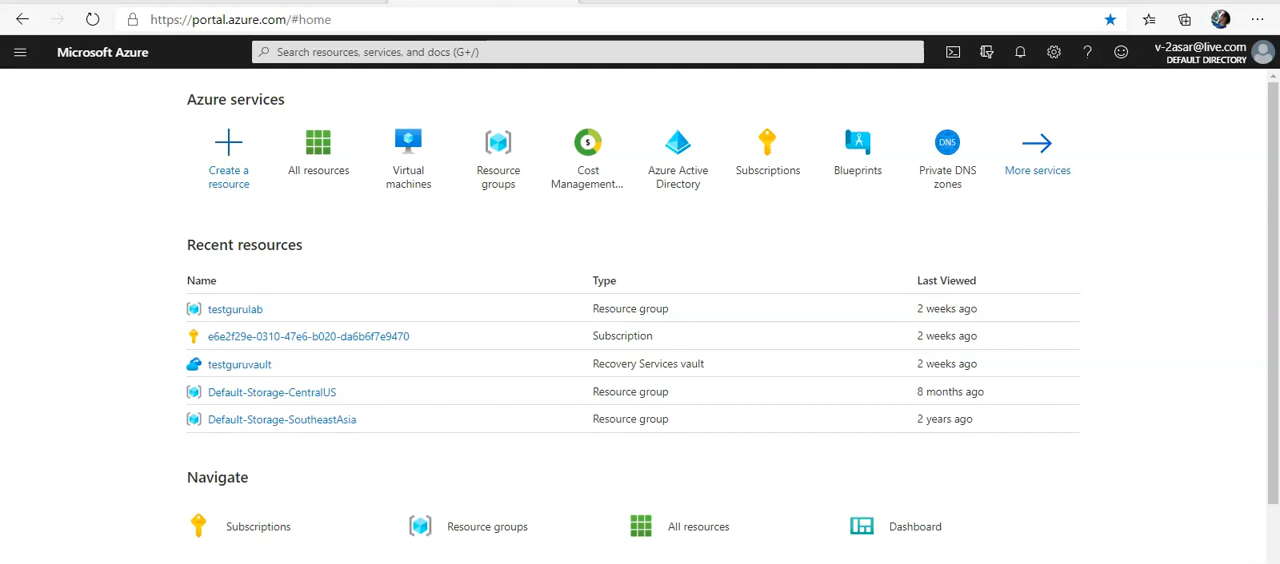 https://portal.azure.com/#home
Microsoft Azure
Search resources, services, and docs (G+/)
v-2asar@live.com
DEFAULT DIRECTORY
Azure services
Create a resource
All resources
Virtual machines
Resource groups
Cost Management...
Azure Active Directory
Subscriptions
Blueprints
DNS
Private DNS zones
More services
Recent resources
Name Type Last Viewed
testgurulab Resource group 2 weeks ago
e6e2f29e-0310-47e6-b020-da6b6f7e9470 Subscription 2 weeks ago
testguruvault Recovery Services vault 2 weeks ago
Default-Storage-CentralUS Resource group 8 months ago
Default-Storage-SoutheastAsia Resource group 2 years ago
Navigate
Subscriptions Resource groups All resources Dashboard